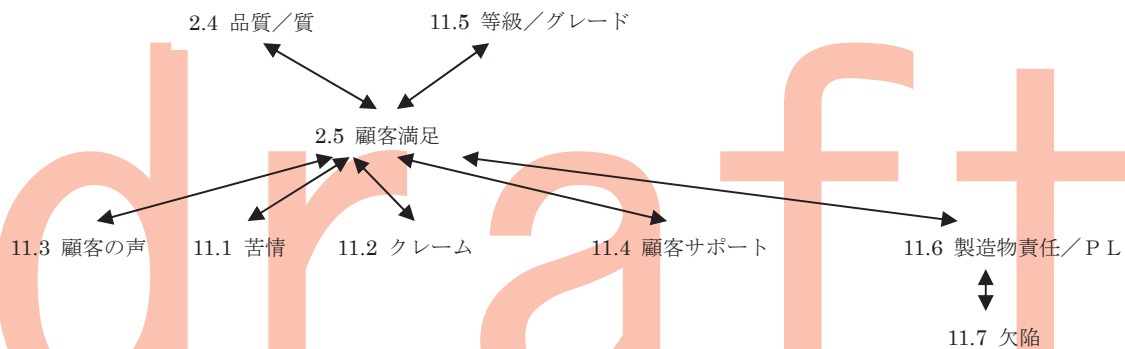 2.4 品質／質 11.5 等級／グレード
2.5 顧客満足
11.3 顧客の声 11.1 苦情 11.2 クレーム 11.4 顧客サポート 11.6 製造物責任／ＰＬ
11.7 欠陥
draft